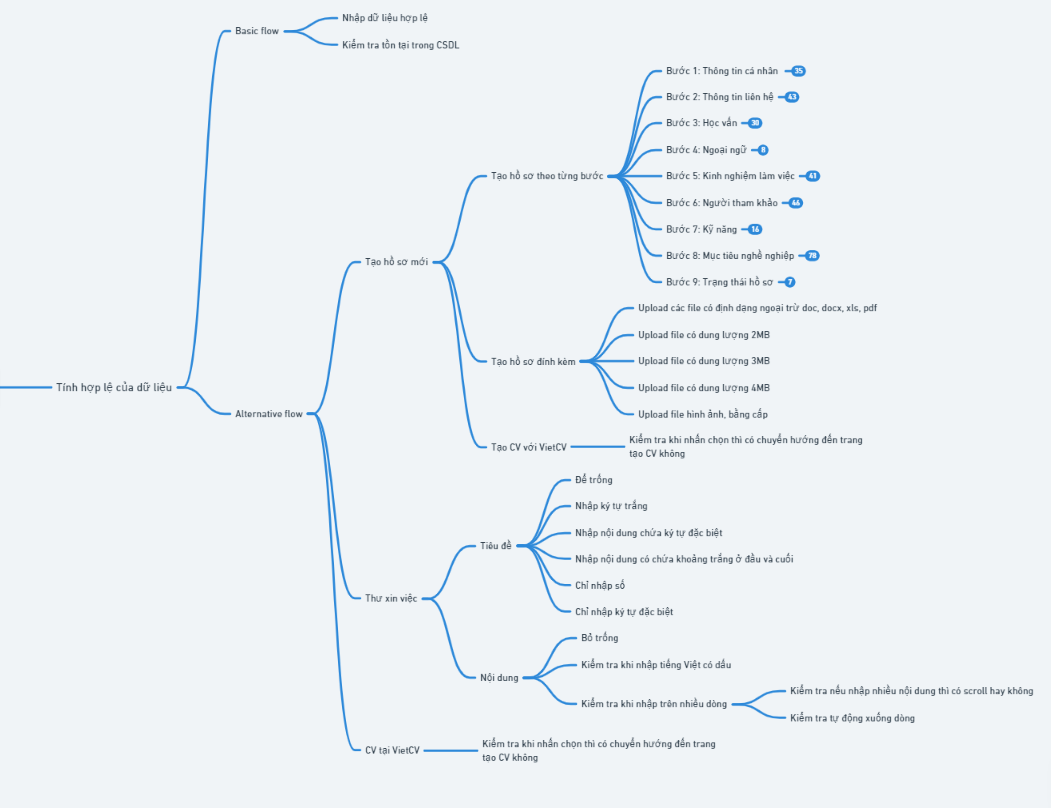 Tính hợp lệ của dữ liệu
Basic flow
Nhập dữ liệu hợp lệ
Kiểm tra tồn tại trong CSDL
Alternative flow
Tạo hồ sơ mới
Tạo hồ sơ theo từng bước
Bước 1: Thông tin cá nhân 35
Bước 2: Thông tin liên hệ 43
Bước 3: Học vấn 30
Bước 4: Ngoại ngữ 8
Bước 5: Kinh nghiệm làm việc 41
Bước 6: Người tham khảo 44
Bước 7: Kỹ năng 16
Bước 8: Mục tiêu nghề nghiệp 78
Bước 9: Trạng thái hồ sơ 7
Tạo hồ sơ đính kèm
Upload các file có định dạng ngoại trừ doc, docx, xls, pdf
Upload file có dung lượng 2MB
Upload file có dung lượng 3MB
Upload file có dung lượng 4MB
Upload file hình ảnh, bằng cấp
Tạo CV với VietCV
Kiểm tra khi nhấn chọn thì có chuyển hướng đến trang
tạo CV không
Thư xin việc
Tiêu đề
Để trống
Nhập ký tự trắng
Nhập nội dung chứa ký tự đặc biệt
Nhập nội dung có chứa khoảng trắng ở đầu và cuối
Chỉ nhập số
Chỉ nhập ký tự đặc biệt
Nội dung
Bỏ trống
Kiểm tra khi nhập tiếng Việt có dấu
Kiểm tra khi nhập trên nhiều dòng
Kiểm tra nếu nhập nhiều nội dung thì có scroll hay không
Kiểm tra tự động xuống dòng
CV tại VietCV
Kiểm tra khi nhấn chọn thì có chuyển hướng đến trang
tạo CV không